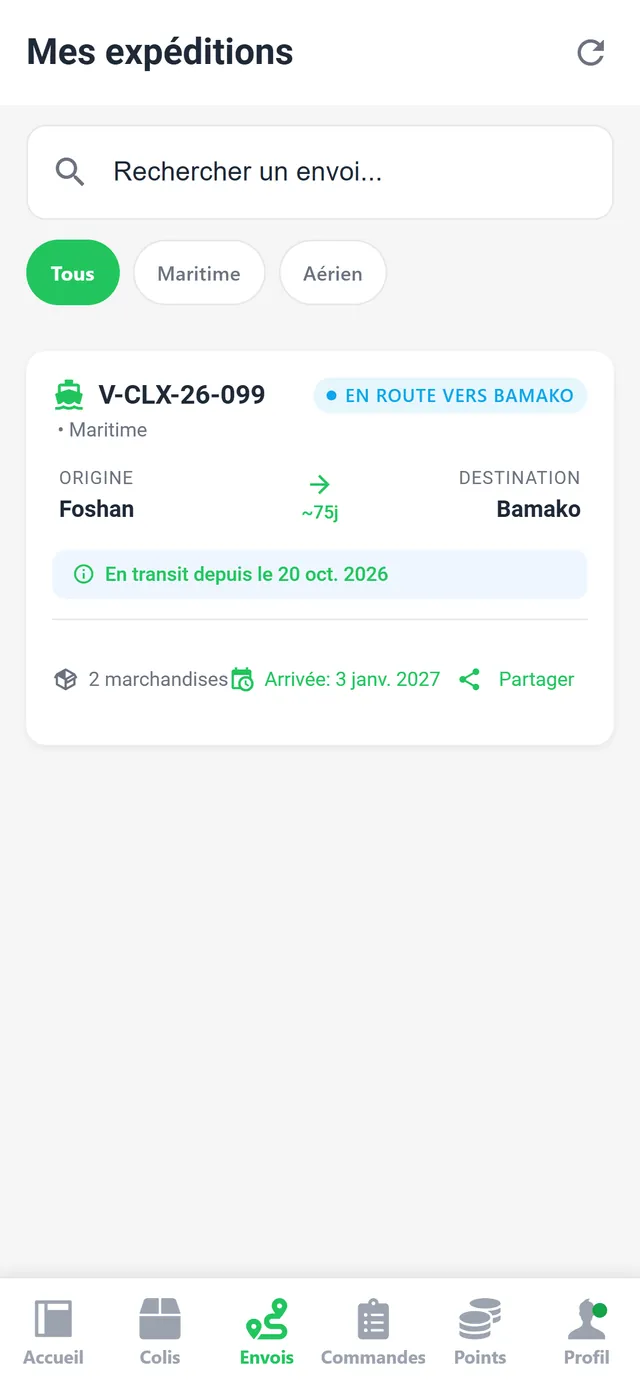 Mes expéditions
Rechercher un envoi...
Tous
Maritime
Aérien
V-CLX-26-099
• EN ROUTE VERS BAMAKO
• Maritime
ORIGINE
DESTINATION
Foshan
→
~75j
Bamako
En transit depuis le 20 oct. 2026
2 marchandises
Arrivée: 3 janv. 2027
Partager
Accueil
Colis
Envois
Commandes
Points
Profil